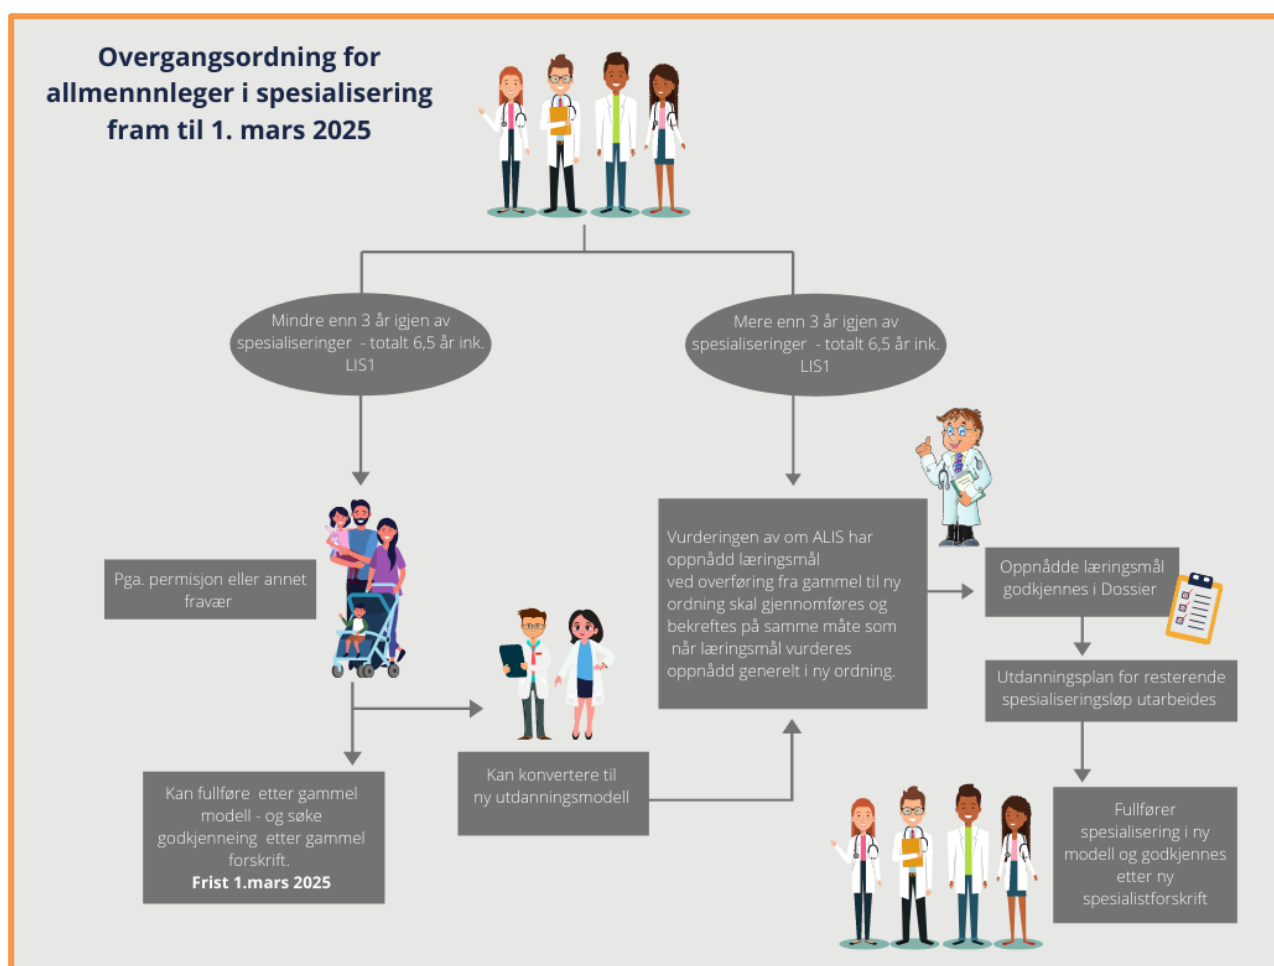 Overgangsordning for
allmennnleger i spesialisering
fram til 1. mars 2025
Mindre enn 3 år igjen av
spesialiseringer - totalt 6,5 år ink.
LIS1
Mere enn 3 år igjen av
spesialiseringer - totalt 6,5 år ink.
LIS1
Pga. permisjon eller annet
fravær
Kan fullføre etter gammel
modell - og søke
godkjenneing etter gammel
forskrift.
Frist 1.mars 2025
Kan konvertere til
ny utdanningsmodell
Vurderingen av om ALIS har
oppnådd læringsmål
ved overføring fra gammel til ny
ordning skal gjennomføres og
bekreftes på samme måte som
når læringsmål vurderes
oppnådd generelt i ny ordning.
Oppnådde læringsmål
godkjennes i Dossier
Utdanningsplan for resterende
spesialiseringsløp utarbeides
Fullfører
spesialisering i ny
modell og godkjennes
etter ny
spesialistforskrift